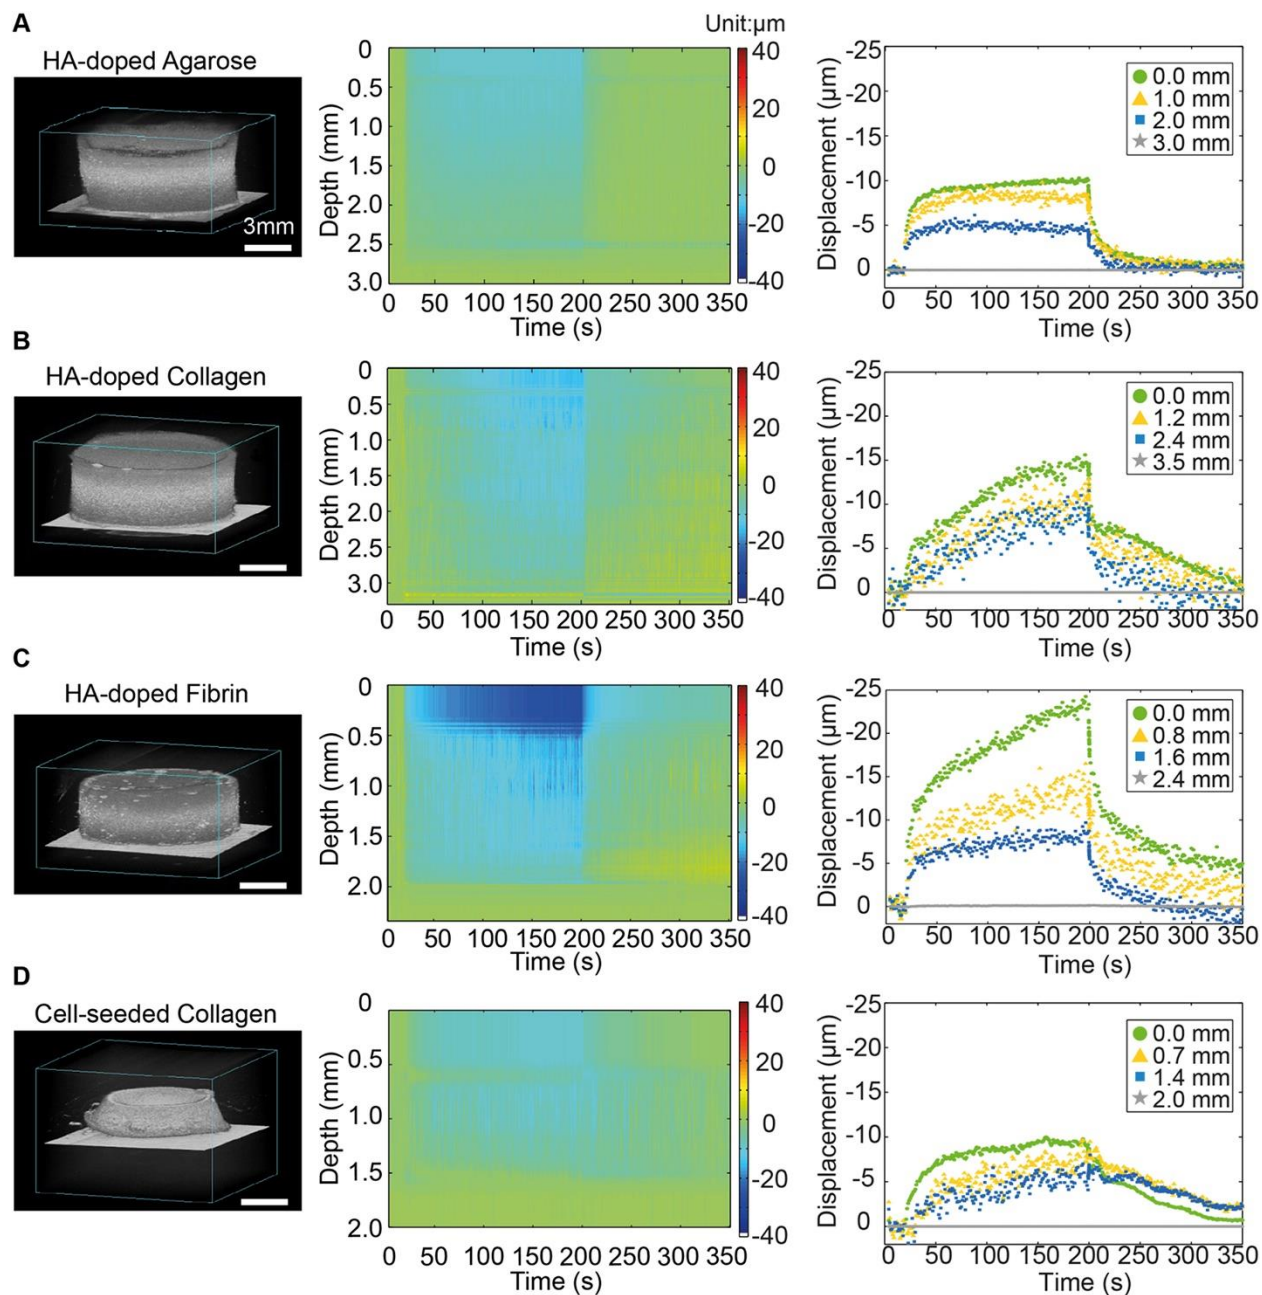 A
Unit:µm
HA-doped Agarose
3mm
Depth (mm)
0
0.5
1.0
1.5
2.0
2.5
3.0
0 50 100 150 200 250 300 350
Time (s)
40
20
0
-20
-40
Displacement (µm)
-25
-20
-15
-10
-5
0
0 50 100 150 200 250 300 350
Time (s)
0.0 mm
1.0 mm
2.0 mm
3.0 mm
B
HA-doped Collagen
Depth (mm)
0
0.5
1.0
1.5
2.0
2.5
3.0
0 50 100 150 200 250 300 350
Time (s)
40
20
0
-20
-40
Displacement (µm)
-25
-20
-15
-10
-5
0
0 50 100 150 200 250 300 350
Time (s)
0.0 mm
1.2 mm
2.4 mm
3.5 mm
C
HA-doped Fibrin
Depth (mm)
0
0.5
1.0
1.5
2.0
0 50 100 150 200 250 300 350
Time (s)
40
20
0
-20
-40
Displacement (µm)
-25
-20
-15
-10
-5
0
0 50 100 150 200 250 300 350
Time (s)
0.0 mm
0.8 mm
1.6 mm
2.4 mm
D
Cell-seeded Collagen
Depth (mm)
0
0.5
1.0
1.5
2.0
0 50 100 150 200 250 300 350
Time (s)
40
20
0
-20
-40
Displacement (µm)
-25
-20
-15
-10
-5
0
0 50 100 150 200 250 300 350
Time (s)
0.0 mm
0.7 mm
1.4 mm
2.0 mm